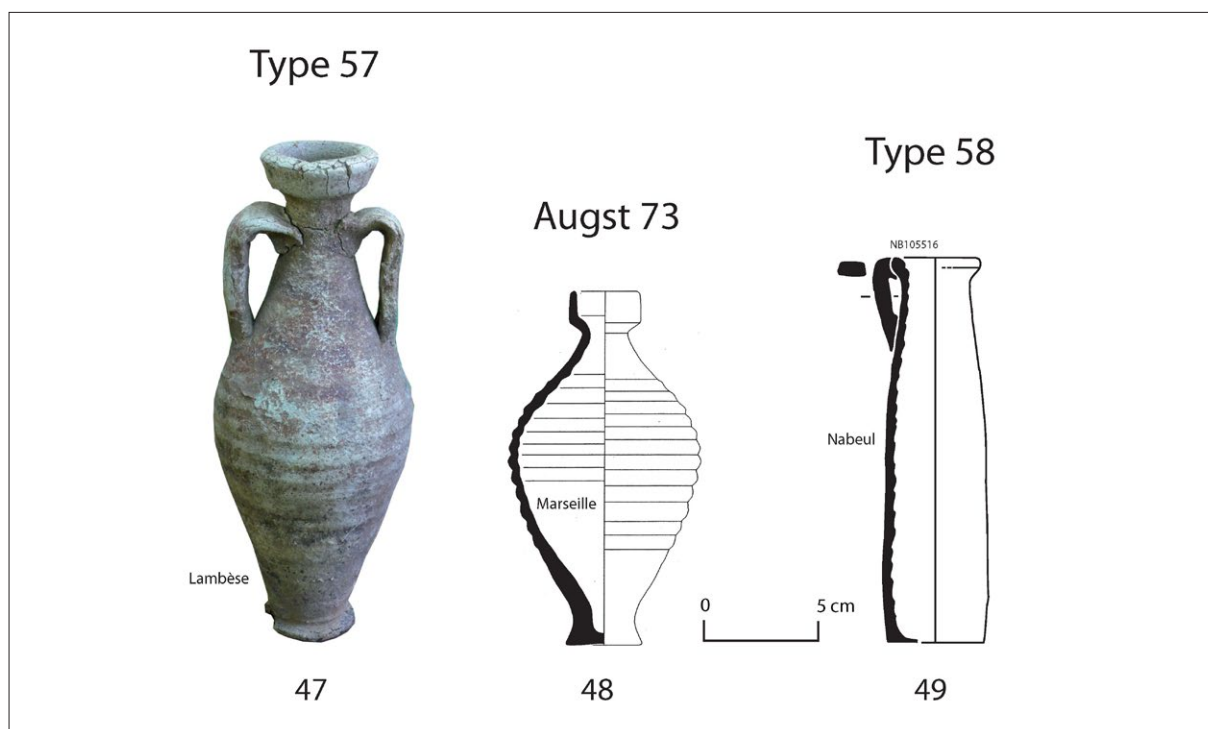 Type 57
Lambèse
47
Augst 73
Marseille
48
0 5 cm
Type 58
NB105516
Nabeul
49